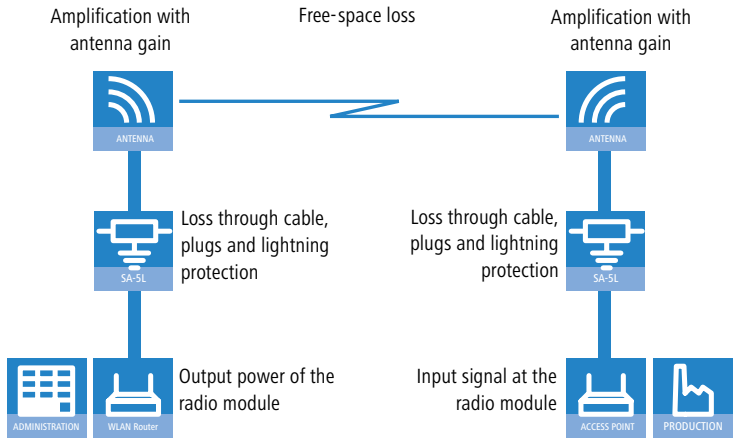 Amplification with
antenna gain
Free-space loss
Amplification with
antenna gain
ANTENNA
ANTENNA
Loss through cable,
plugs and lightning
protection
Loss through cable,
plugs and lightning
protection
SA-5L
SA-5L
Output power of the
radio module
Input signal at the
radio module
ADMINISTRATION
WLAN Router
ACCESS POINT
PRODUCTION